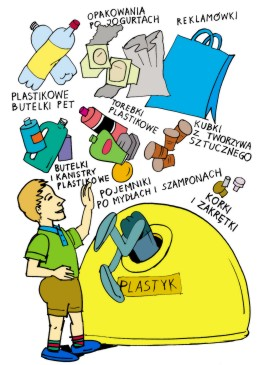 OPAKOWANIA
PO JOGURTACH
REKLAMÓWKI
PLASTIKOWE
BUTELKI PET
TOREBKI
PLASTIKOWE
KUBKI
Z TWORZYWA
SZTUCZNEGO
BUTELKI
I KANISTRY
PLASTIKOWE
POJEMNIKI
PO MYDŁACH I SZAMPONACH
KORKI
I ZAKRĘTKI
PLASTYK